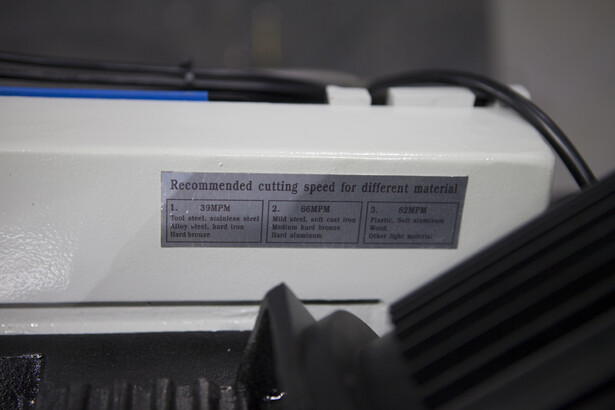 Recommended cutting speed for different material
1. 39MPM
Tool steel, stainless steel
Alloy steel, hard iron
Hard bronze
2. 66MPM
Mild steel, soft cast iron
Medium hard bronze
Hard aluminum
3. 82MPM
Plastic, Soft aluminum
Wood
Other light material